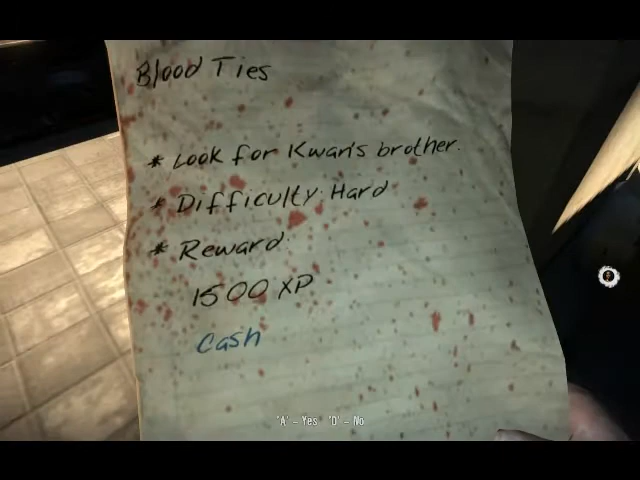 Blood Ties
* Look for Kwan's brother.
* Difficulty: Hard
* Reward
1500 XP
Cash
'A' - Yes 'D' - No